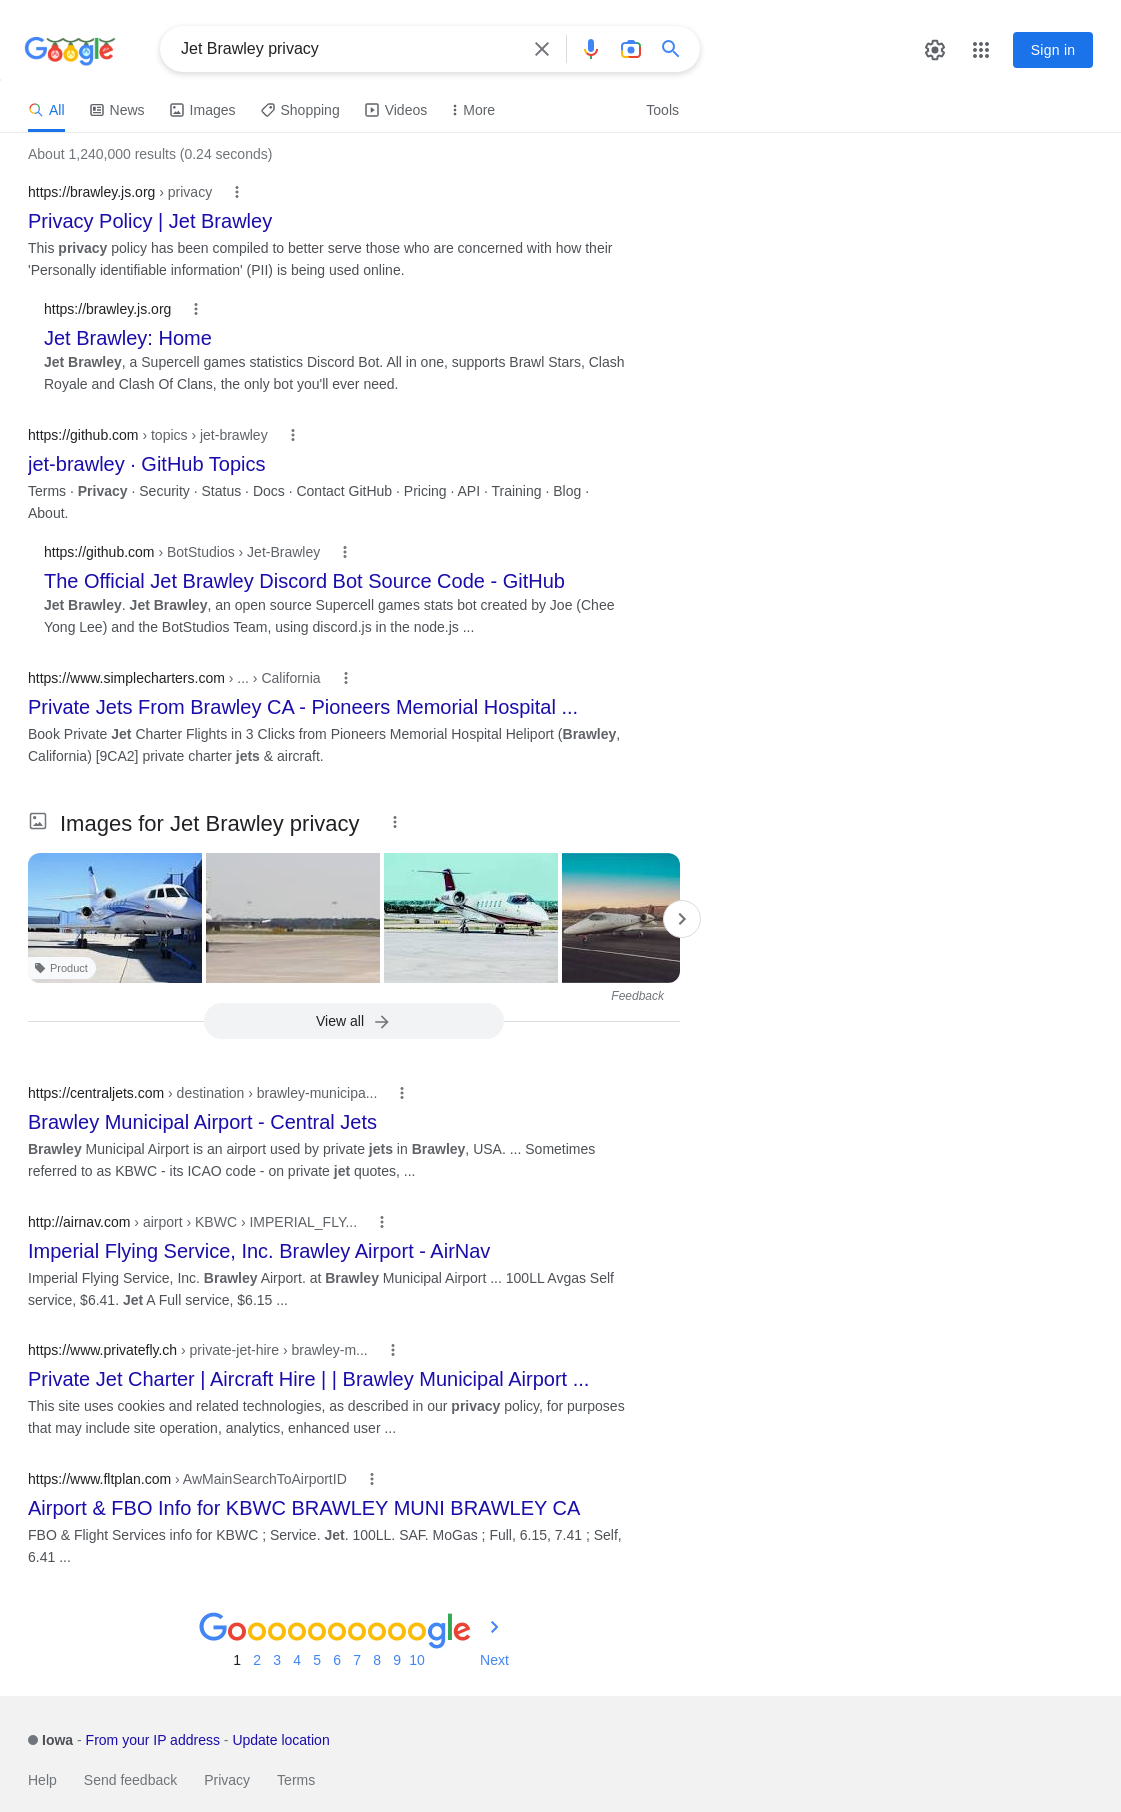 Google
Jet Brawley privacy
Sign in
All News Images Shopping Videos More Tools
About 1,240,000 results (0.24 seconds)
https://brawley.js.org › privacy
Privacy Policy | Jet Brawley
This privacy policy has been compiled to better serve those who are concerned with how their
'Personally identifiable information' (PII) is being used online.
https://brawley.js.org
Jet Brawley: Home
Jet Brawley, a Supercell games statistics Discord Bot. All in one, supports Brawl Stars, Clash
Royale and Clash Of Clans, the only bot you'll ever need.
https://github.com › topics › jet-brawley
jet-brawley · GitHub Topics
Terms · Privacy · Security · Status · Docs · Contact GitHub · Pricing · API · Training · Blog ·
About.
https://github.com › BotStudios › Jet-Brawley
The Official Jet Brawley Discord Bot Source Code - GitHub
Jet Brawley. Jet Brawley, an open source Supercell games stats bot created by Joe (Chee
Yong Lee) and the BotStudios Team, using discord.js in the node.js ...
https://www.simplecharters.com › ... › California
Private Jets From Brawley CA - Pioneers Memorial Hospital ...
Book Private Jet Charter Flights in 3 Clicks from Pioneers Memorial Hospital Heliport (Brawley,
California) [9CA2] private charter jets & aircraft.
Images for Jet Brawley privacy
Product
Feedback
View all
https://centraljets.com › destination › brawley-municipa...
Brawley Municipal Airport - Central Jets
Brawley Municipal Airport is an airport used by private jets in Brawley, USA. ... Sometimes
referred to as KBWC - its ICAO code - on private jet quotes, ...
http://airnav.com › airport › KBWC › IMPERIAL_FLY...
Imperial Flying Service, Inc. Brawley Airport - AirNav
Imperial Flying Service, Inc. Brawley Airport. at Brawley Municipal Airport ... 100LL Avgas Self
service, $6.41. Jet A Full service, $6.15 ...
https://www.privatefly.ch › private-jet-hire › brawley-m...
Private Jet Charter | Aircraft Hire | | Brawley Municipal Airport ...
This site uses cookies and related technologies, as described in our privacy policy, for purposes
that may include site operation, analytics, enhanced user ...
https://www.fltplan.com › AwMainSearchToAirportID
Airport & FBO Info for KBWC BRAWLEY MUNI BRAWLEY CA
FBO & Flight Services info for KBWC ; Service. Jet. 100LL. SAF. MoGas ; Full, 6.15, 7.41 ; Self,
6.41 ...
Goooooooooogle
1 2 3 4 5 6 7 8 9 10 Next
Iowa - From your IP address - Update location
Help Send feedback Privacy Terms